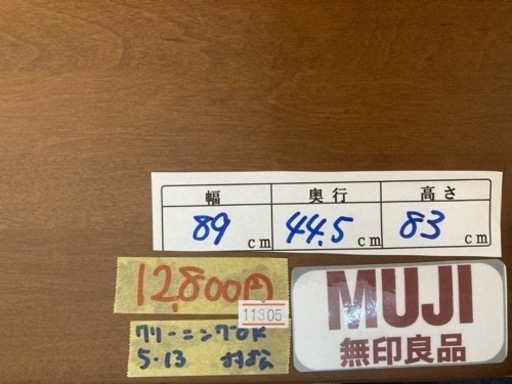 幅 奥行 高さ
89 cm 44.5 cm 83 cm
12,800円
11305
クリーニングOK
5.13
MUJI
無印良品